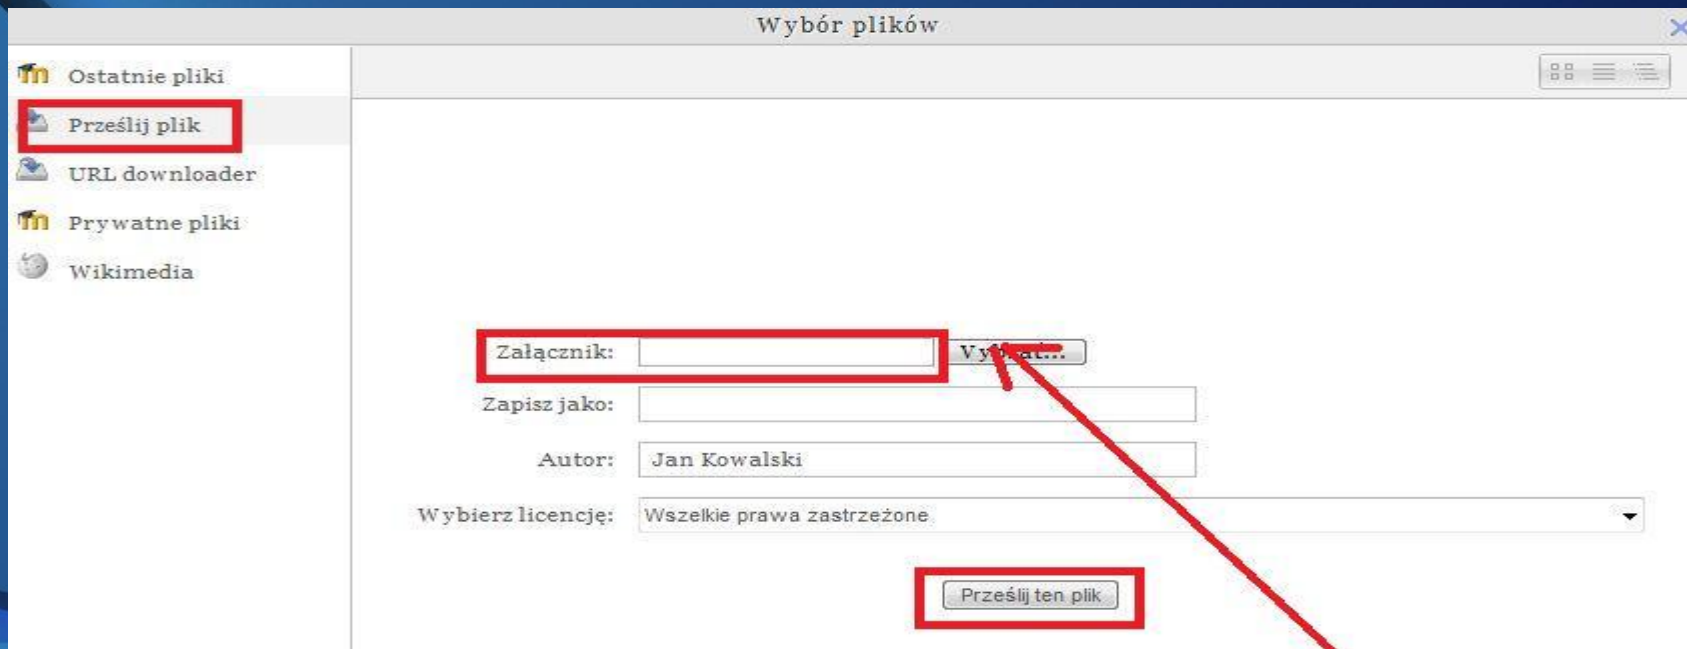 Wybór plików
Ostatnie pliki
Prześlij plik
URL downloader
Prywatne pliki
Wikimedia
Załącznik: Wybrać...
Zapisz jako:
Autor: Jan Kowalski
Wybierz licencję: Wszelkie prawa zastrzeżone
Prześlij ten plik